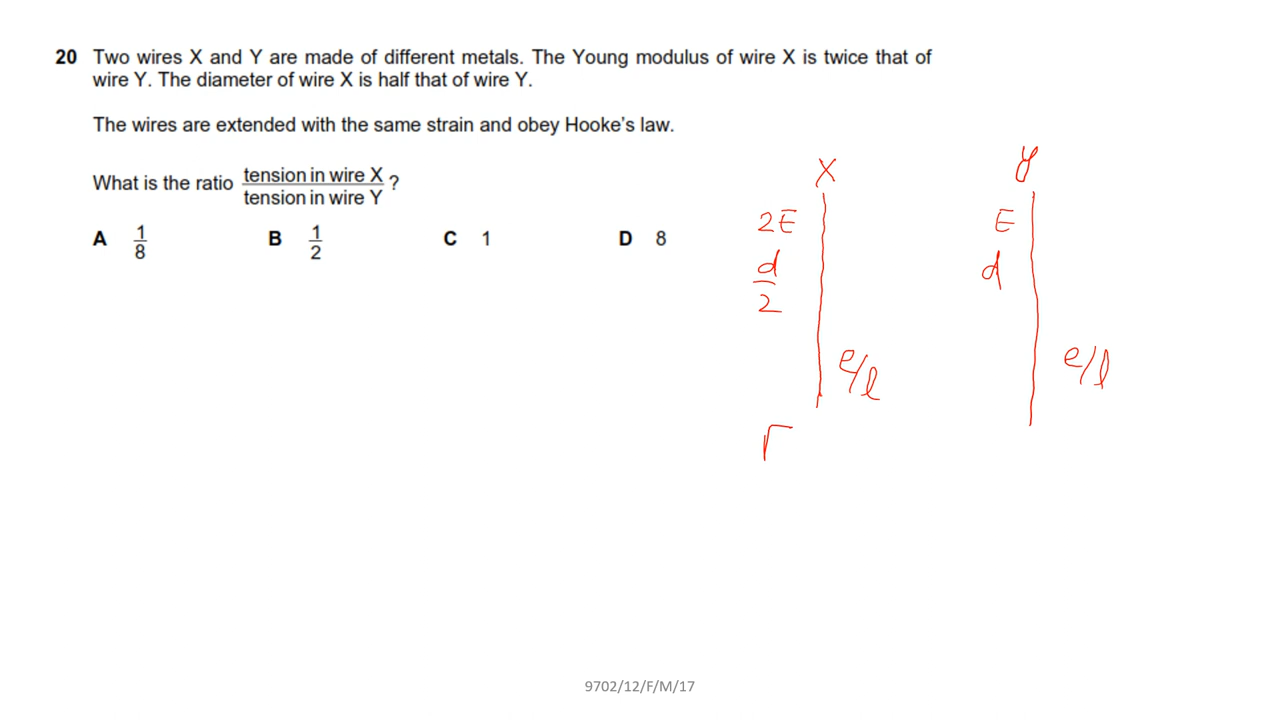 20 Two wires X and Y are made of different metals. The Young modulus of wire X is twice that of
wire Y. The diameter of wire X is half that of wire Y.
The wires are extended with the same strain and obey Hooke's law.
What is the ratio tension in wire X / tension in wire Y ?
A 1/8 B 1/2 C 1 D 8
X Y
2E E
d/2 d
e/l e/l
9702/12/F/M/17